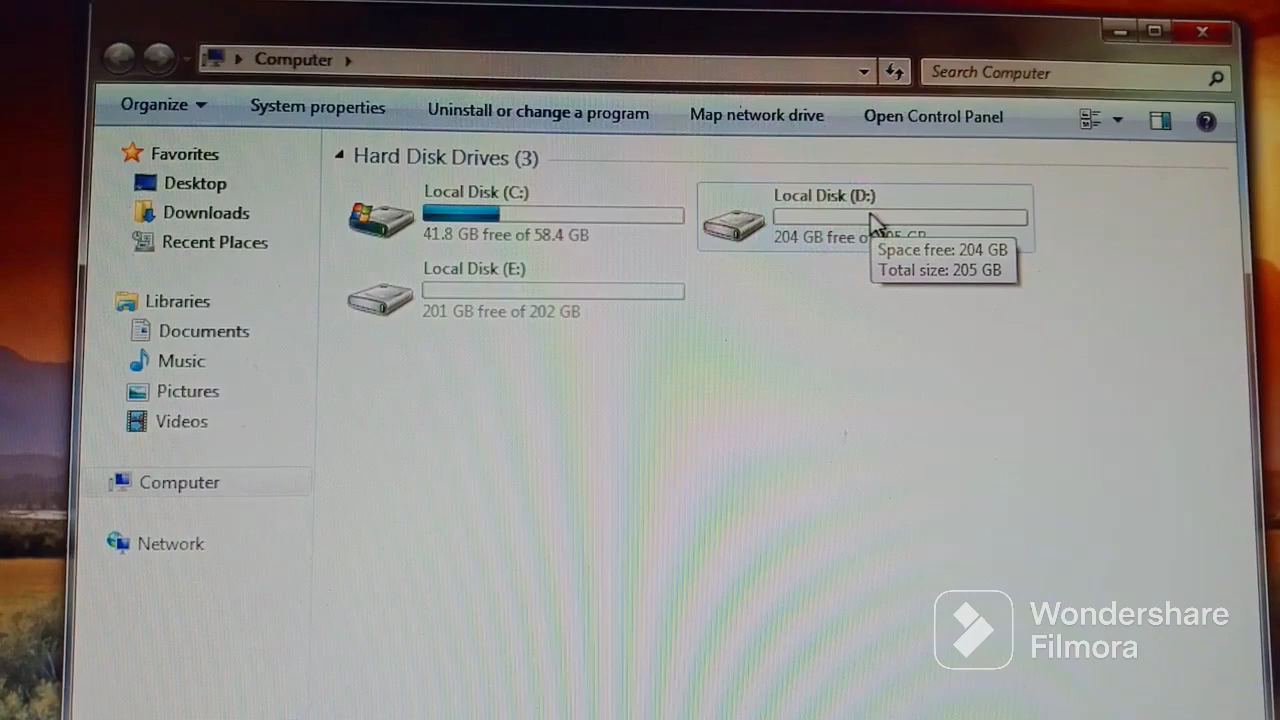 Computer
Search Computer
Organize
System properties
Uninstall or change a program
Map network drive
Open Control Panel
Favorites
Desktop
Downloads
Recent Places
Libraries
Documents
Music
Pictures
Videos
Computer
Network
Hard Disk Drives (3)
Local Disk (C:)
41.8 GB free of 58.4 GB
Local Disk (D:)
204 GB free
Space free: 204 GB
Total size: 205 GB
Local Disk (E:)
201 GB free of 202 GB
Wondershare
Filmora